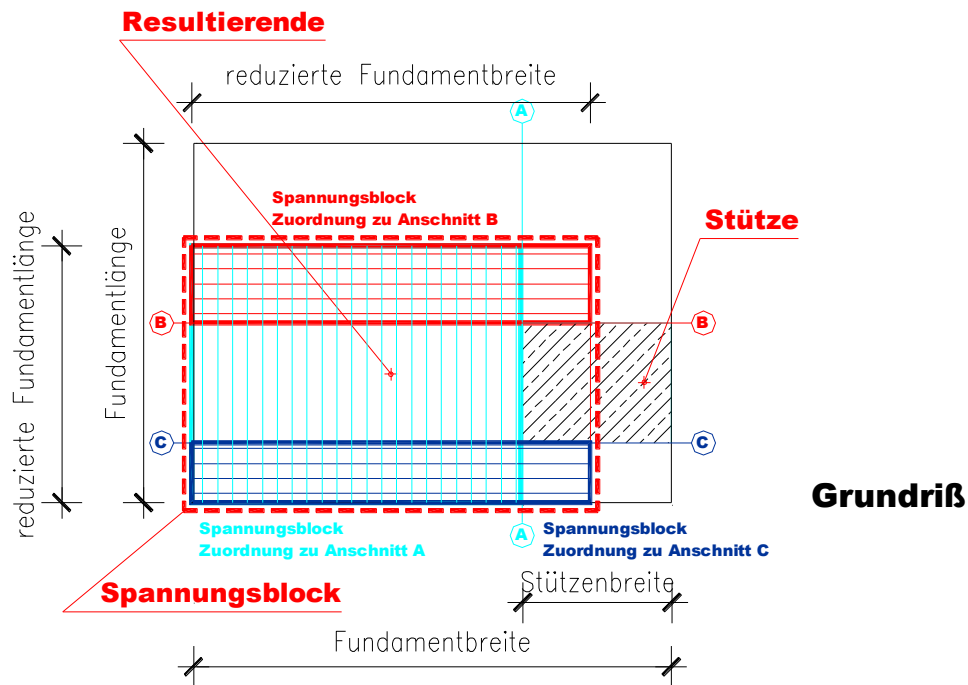 Resultierende
reduzierte Fundamentbreite
A
Spannungsblock
Zuordnung zu Anschnitt B
Stütze
reduzierte Fundamentlänge
Fundamentlänge
B
B
C
C
Grundriß
Spannungsblock
Zuordnung zu Anschnitt A
A
Spannungsblock
Zuordnung zu Anschnitt C
Stützenbreite
Spannungsblock
Fundamentbreite